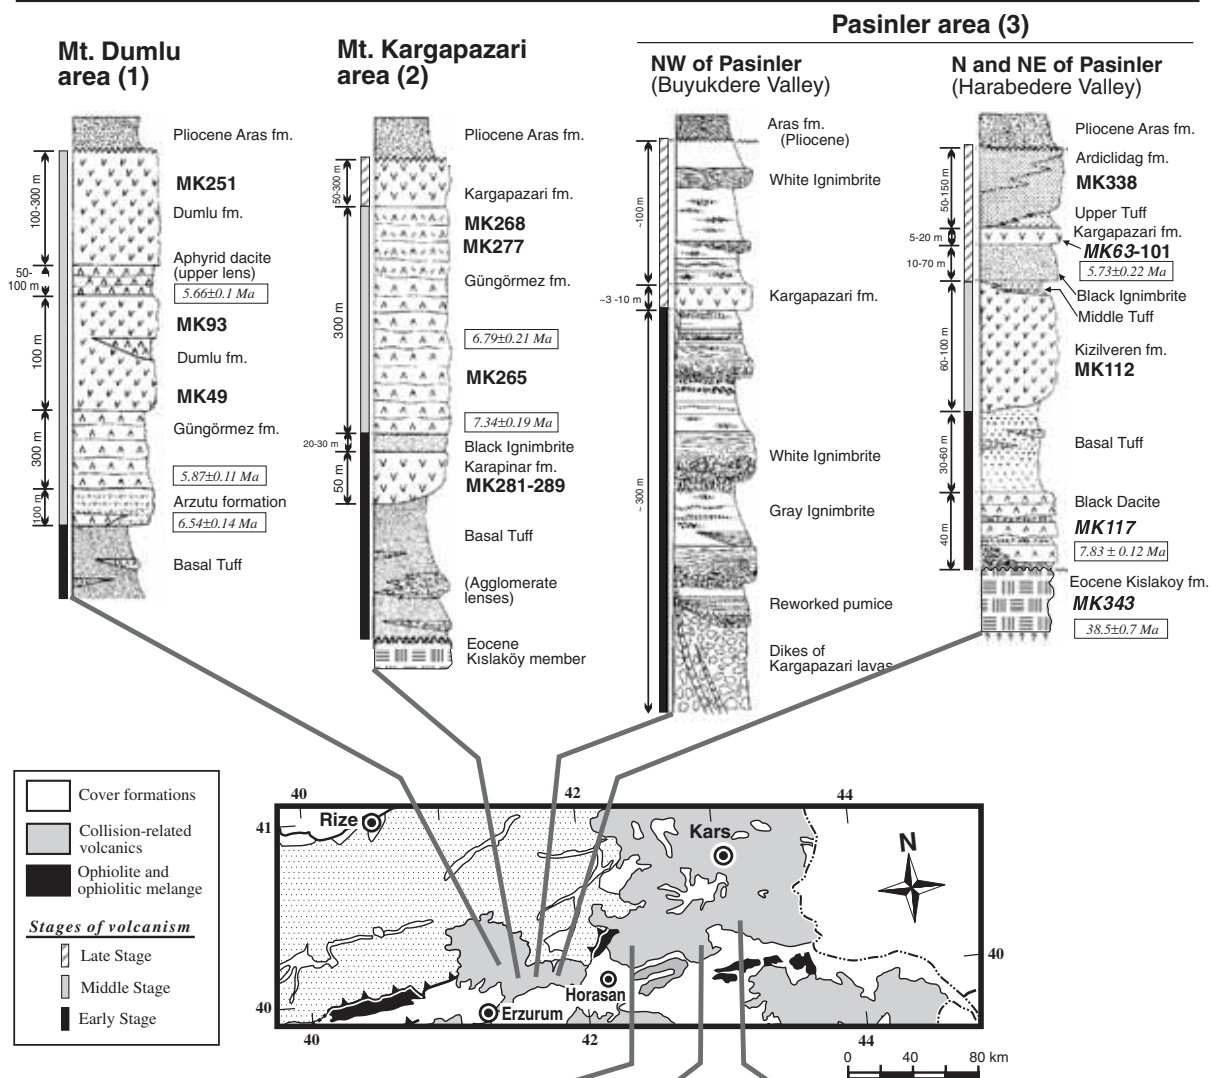 Pasinler area (3)
Mt. Dumlu
area (1)
Mt. Kargapazari
area (2)
NW of Pasinler
(Buyukdere Valley)
N and NE of Pasinler
(Harabedere Valley)
Pliocene Aras fm.
MK251
Dumlu fm.
Aphyrid dacite
(upper lens)
5.66±0.1 Ma
MK93
Dumlu fm.
MK49
Güngörmez fm.
5.87±0.11 Ma
Arzutu formation
6.54±0.14 Ma
Basal Tuff
100-300 m
50-
100 m
100 m
300 m
100 m
Pliocene Aras fm.
Kargapazari fm.
MK268
MK277
Güngörmez fm.
6.79±0.21 Ma
MK265
7.34±0.19 Ma
Black Ignimbrite
Karapinar fm.
MK281-289
Basal Tuff
(Agglomerate
lenses)
Eocene
Kıslaköy member
50-300 m
300 m
20-30 m
50 m
Aras fm.
(Pliocene)
White Ignimbrite
Kargapazari fm.
White Ignimbrite
Gray Ignimbrite
Reworked pumice
Dikes of
Kargapazari lavas
~100m
~3 -10 m
~ 300 m
Pliocene Aras fm.
Ardiclidag fm.
MK338
Upper Tuff
Kargapazari fm.
MK63-101
5.73±0.22 Ma
Black Ignimbrite
Middle Tuff
Kizilveren fm.
MK112
Basal Tuff
Black Dacite
MK117
7.83 ± 0.12 Ma
Eocene Kislakoy fm.
MK343
38.5±0.7 Ma
50-150 m
5-20 m
10-70 m
60-100 m
30-60 m
40 m
Cover formations
Collision-related
volcanics
Ophiolite and
ophiolitic melange
Stages of volcanism
Late Stage
Middle Stage
Early Stage
40
42
44
41
Rize
Kars
N
40
Horasan
40
Erzurum
40
42
44
0 40 80 km